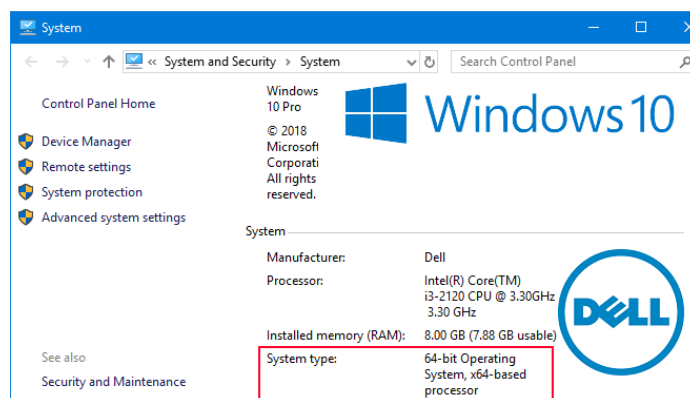 System
« System and Security › System
Search Control Panel
Control Panel Home
Device Manager
Remote settings
System protection
Advanced system settings
See also
Security and Maintenance
Windows
10 Pro
© 2018
Microsoft
Corporati
All rights
reserved.
Windows 10
System
Manufacturer: Dell
Processor: Intel(R) Core(TM)
i3-2120 CPU @ 3.30GHz
3.30 GHz
Installed memory (RAM): 8.00 GB (7.88 GB usable)
System type: 64-bit Operating
System, x64-based
processor
DELL